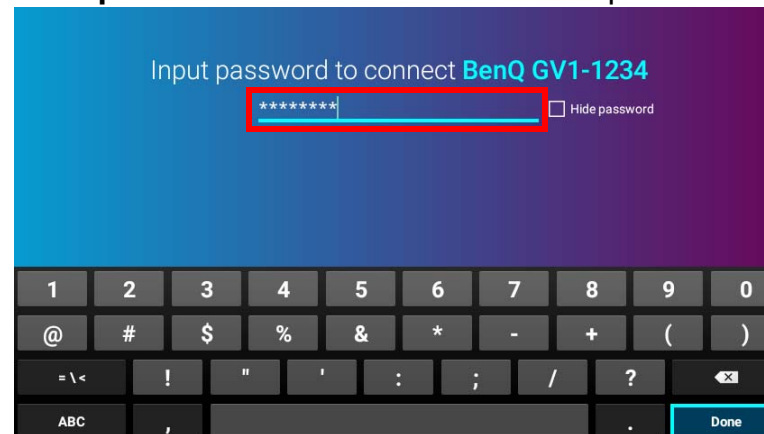 Input password to connect BenQ GV1-1234
******** Hide password
1 2 3 4 5 6 7 8 9 0
@ # $ % & * - + ( )
= \ < ! " ' : ; / ?
ABC , . Done